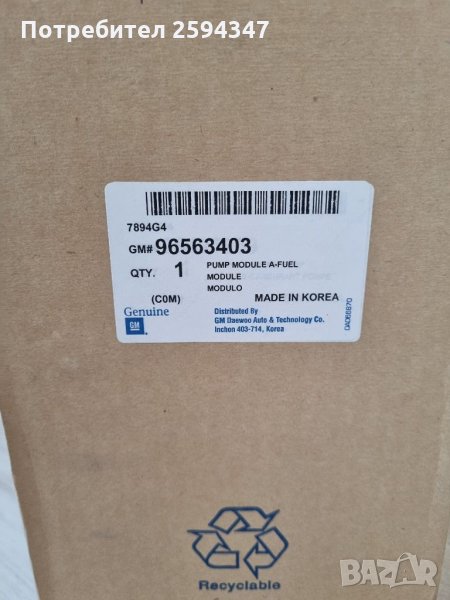 Потребител 2594347
7894G4
GM# 96563403
QTY. 1 PUMP MODULE A-FUEL
MODULE
MODULO
(C0M) MADE IN KOREA
Genuine
GM
Distributed By
GM Daewoo Auto & Technology Co.
Inchon 403-714, Korea
Recyclable
BAZAR